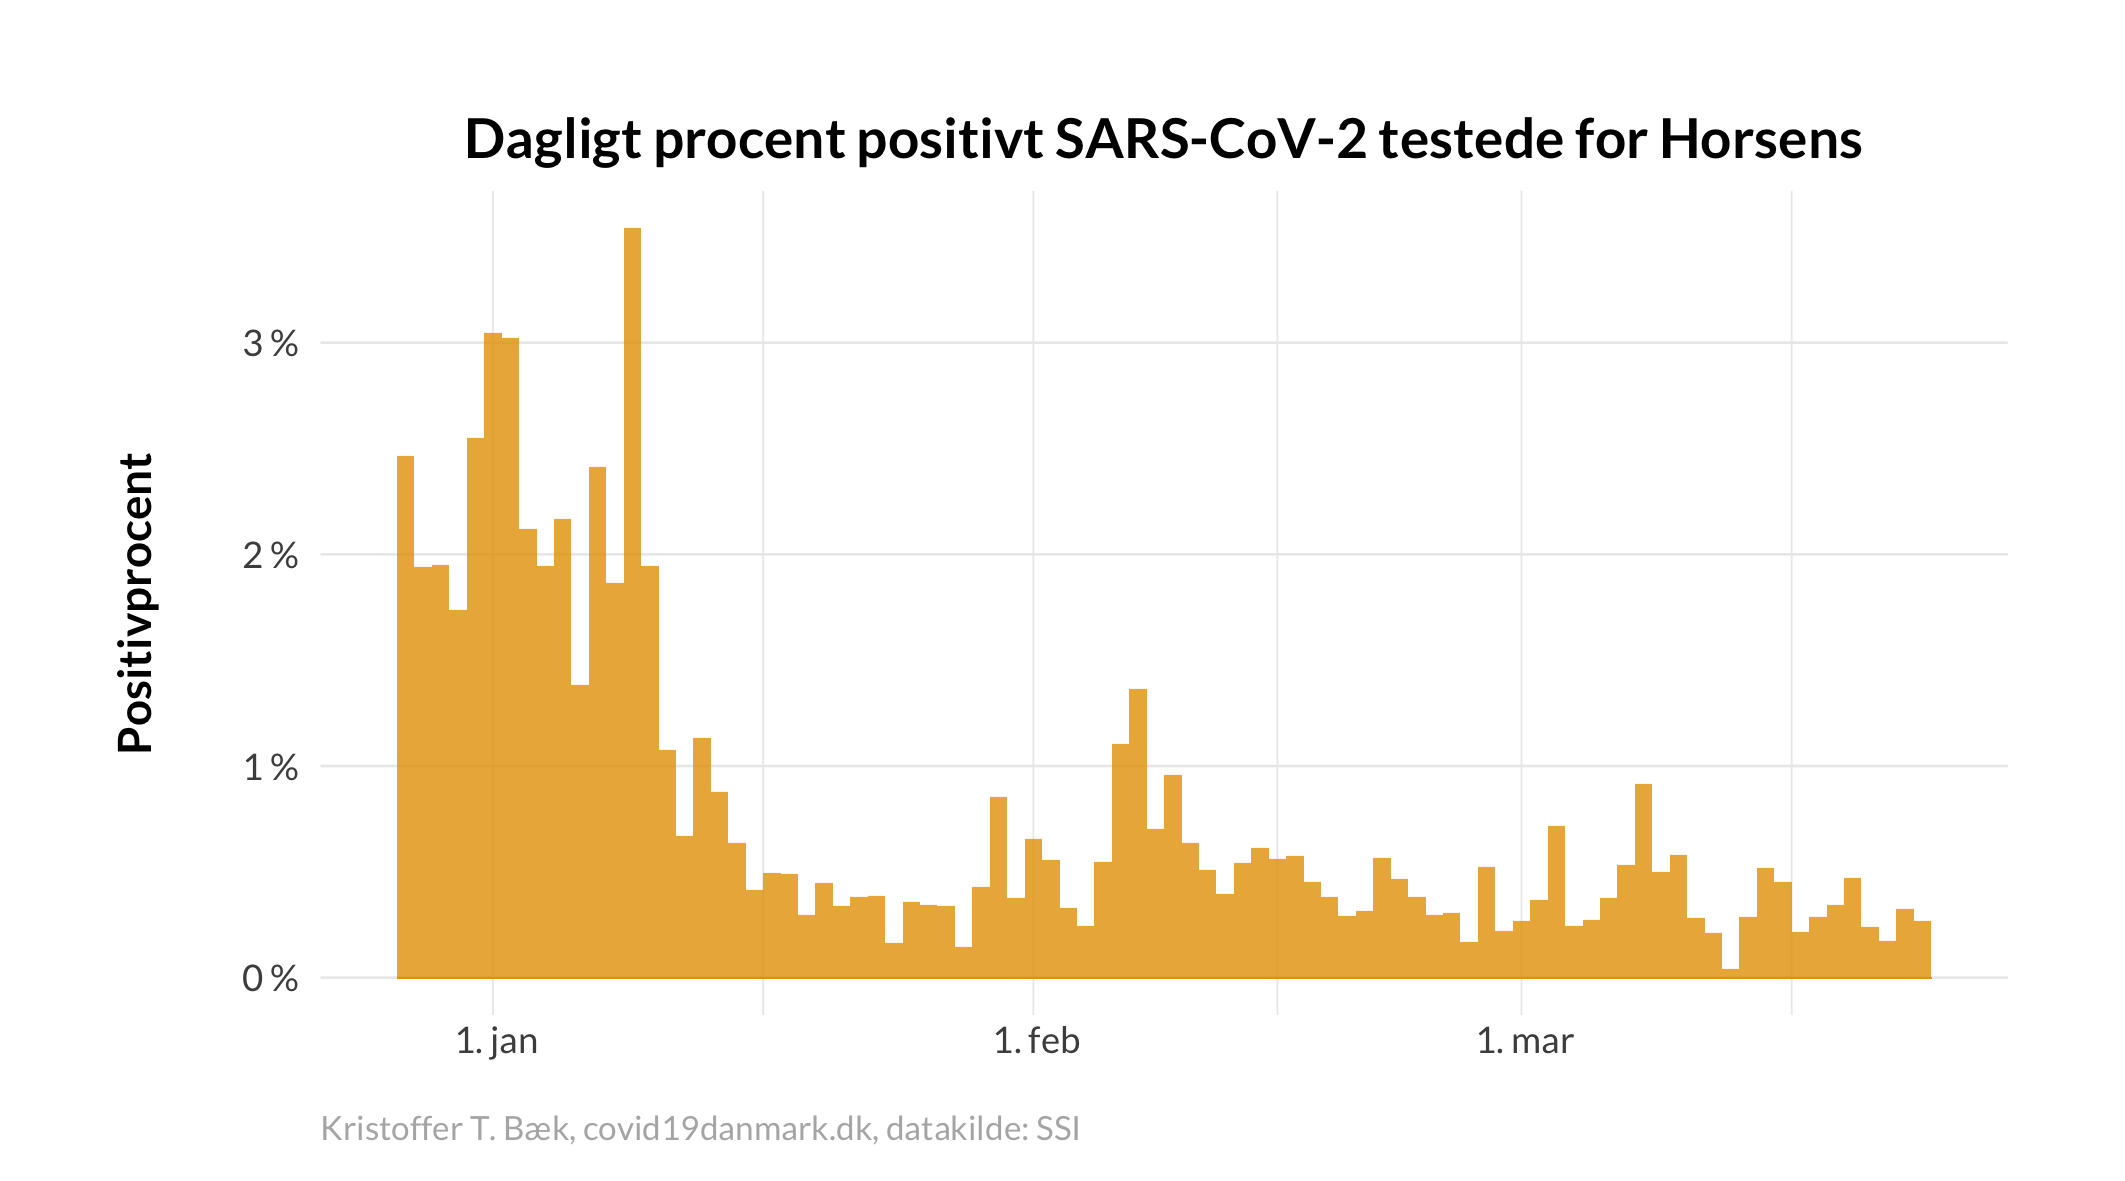 Dagligt procent positivt SARS-CoV-2 testede for Horsens
Positivprocent
3 %
2 %
1 %
0 %
1. jan
1. feb
1. mar
Kristoffer T. Bæk, covid19danmark.dk, datakilde: SSI